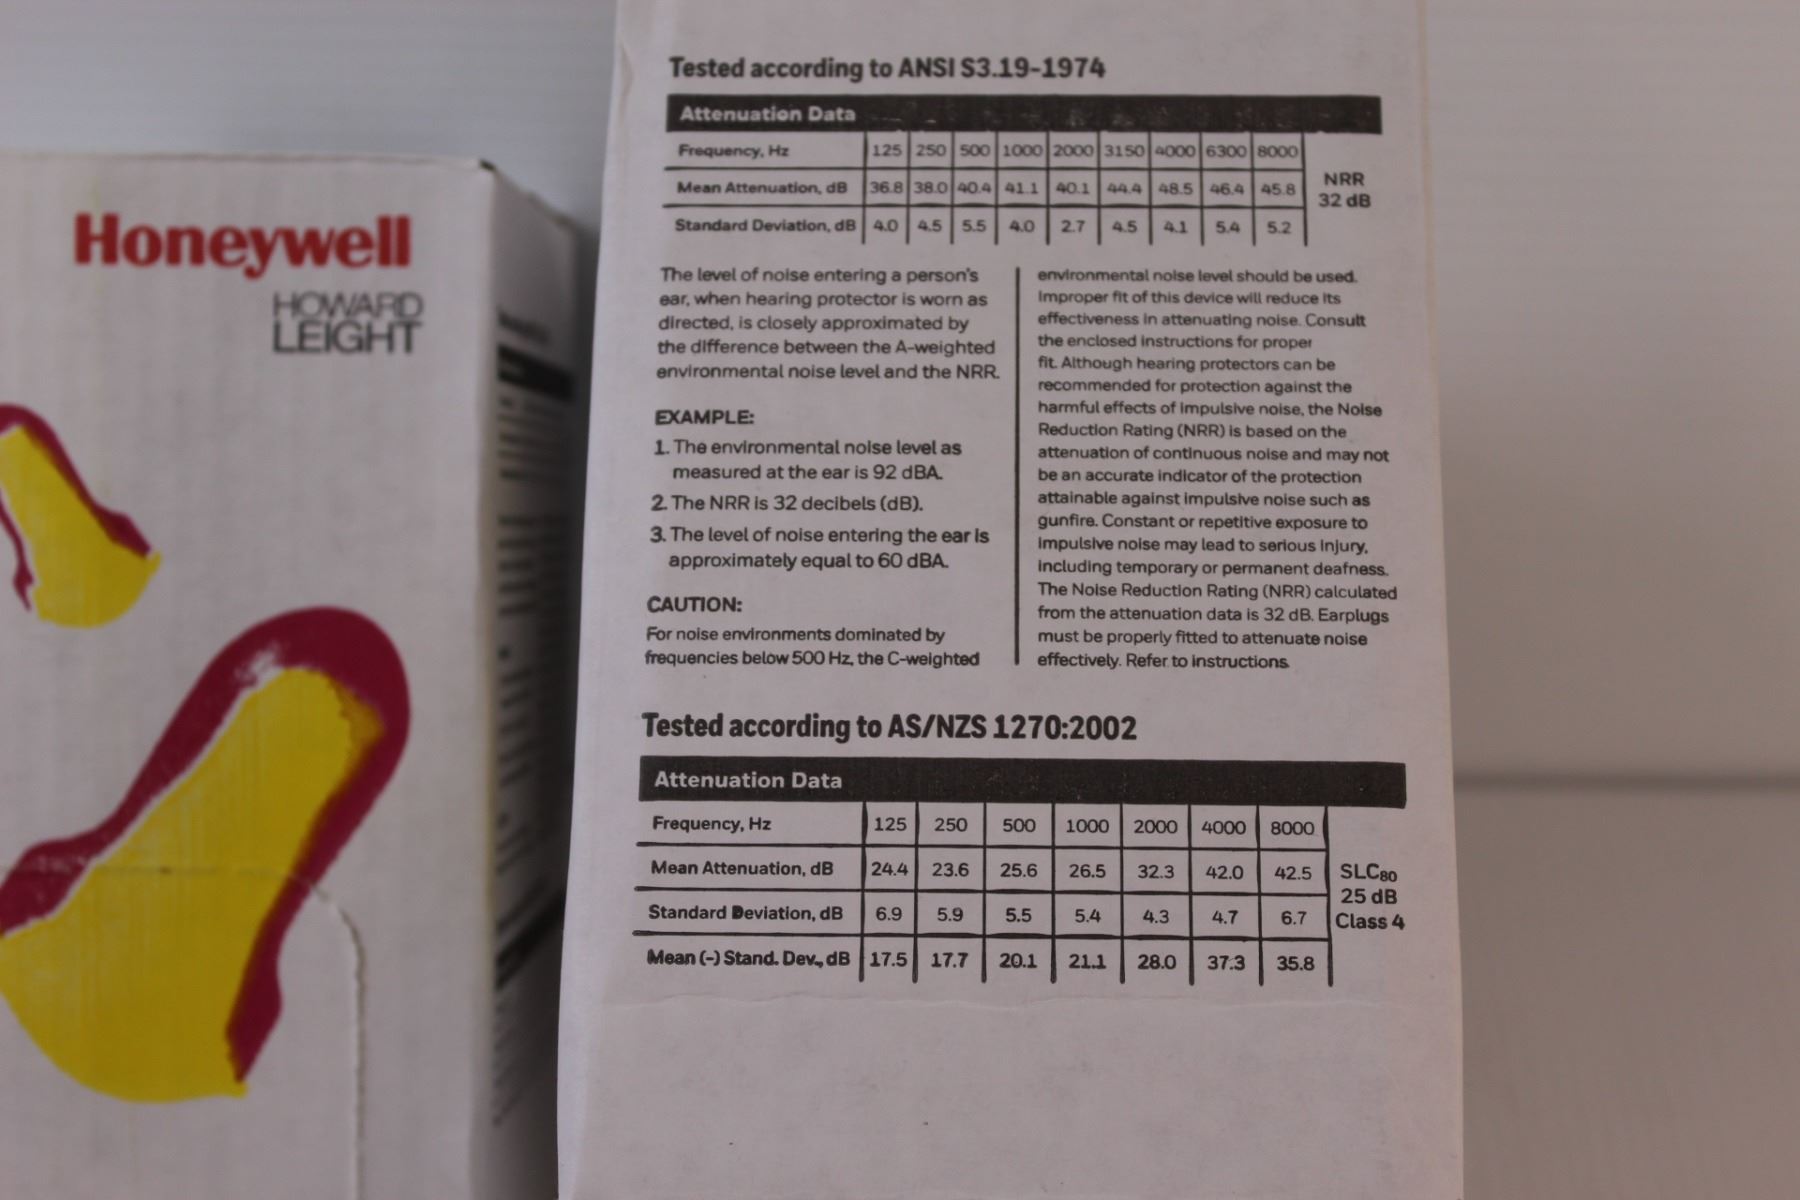 Honeywell
HOWARD
LEIGHT
Tested according to ANSI S3.19-1974
Attenuation Data
Frequency, Hz 125 250 500 1000 2000 3150 4000 6300 8000
Mean Attenuation, dB 36.8 38.0 40.4 41.1 40.1 44.4 48.5 46.4 45.8
Standard Deviation, dB 4.0 4.5 5.5 4.0 2.7 4.5 4.1 5.4 5.2
NRR
32 dB
The level of noise entering a person's
ear, when hearing protector is worn as
directed, is closely approximated by
the difference between the A-weighted
environmental noise level and the NRR.
EXAMPLE:
1. The environmental noise level as
measured at the ear is 92 dBA.
2. The NRR is 32 decibels (dB).
3. The level of noise entering the ear is
approximately equal to 60 dBA.
CAUTION:
For noise environments dominated by
frequencies below 500 Hz, the C-weighted
environmental noise level should be used.
Improper fit of this device will reduce its
effectiveness in attenuating noise. Consult
the enclosed instructions for proper
fit. Although hearing protectors can be
recommended for protection against the
harmful effects of impulsive noise, the Noise
Reduction Rating (NRR) is based on the
attenuation of continuous noise and may not
be an accurate indicator of the protection
attainable against impulsive noise such as
gunfire. Constant or repetitive exposure to
impulsive noise may lead to serious injury,
including temporary or permanent deafness.
The Noise Reduction Rating (NRR) calculated
from the attenuation data is 32 dB. Earplugs
must be properly fitted to attenuate noise
effectively. Refer to instructions
Tested according to AS/NZS 1270:2002
Attenuation Data
Frequency, Hz 125 250 500 1000 2000 4000 8000
Mean Attenuation, dB 24.4 23.6 25.6 26.5 32.3 42.0 42.5
Standard Deviation, dB 6.9 5.9 5.5 5.4 4.3 4.7 6.7
Mean (-) Stand. Dev., dB 17.5 17.7 20.1 21.1 28.0 37.3 35.8
SLC80
25 dB
Class 4